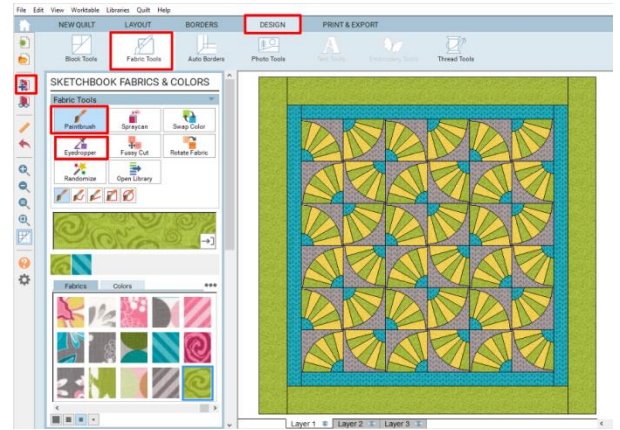 File Edit View Worktable Libraries Quilt Help
NEW QUILT LAYOUT BORDERS DESIGN PRINT & EXPORT
Block Tools Fabric Tools Auto Borders Photo Tools Text Tools Embroidery Tools Thread Tools
SKETCHBOOK FABRICS & COLORS
Fabric Tools
Paintbrush Spraycan Swap Color
Eyedropper Fussy Cut Rotate Fabric
Randomize Open Library
Fabrics Colors
Layer 1 Layer 2 Layer 3